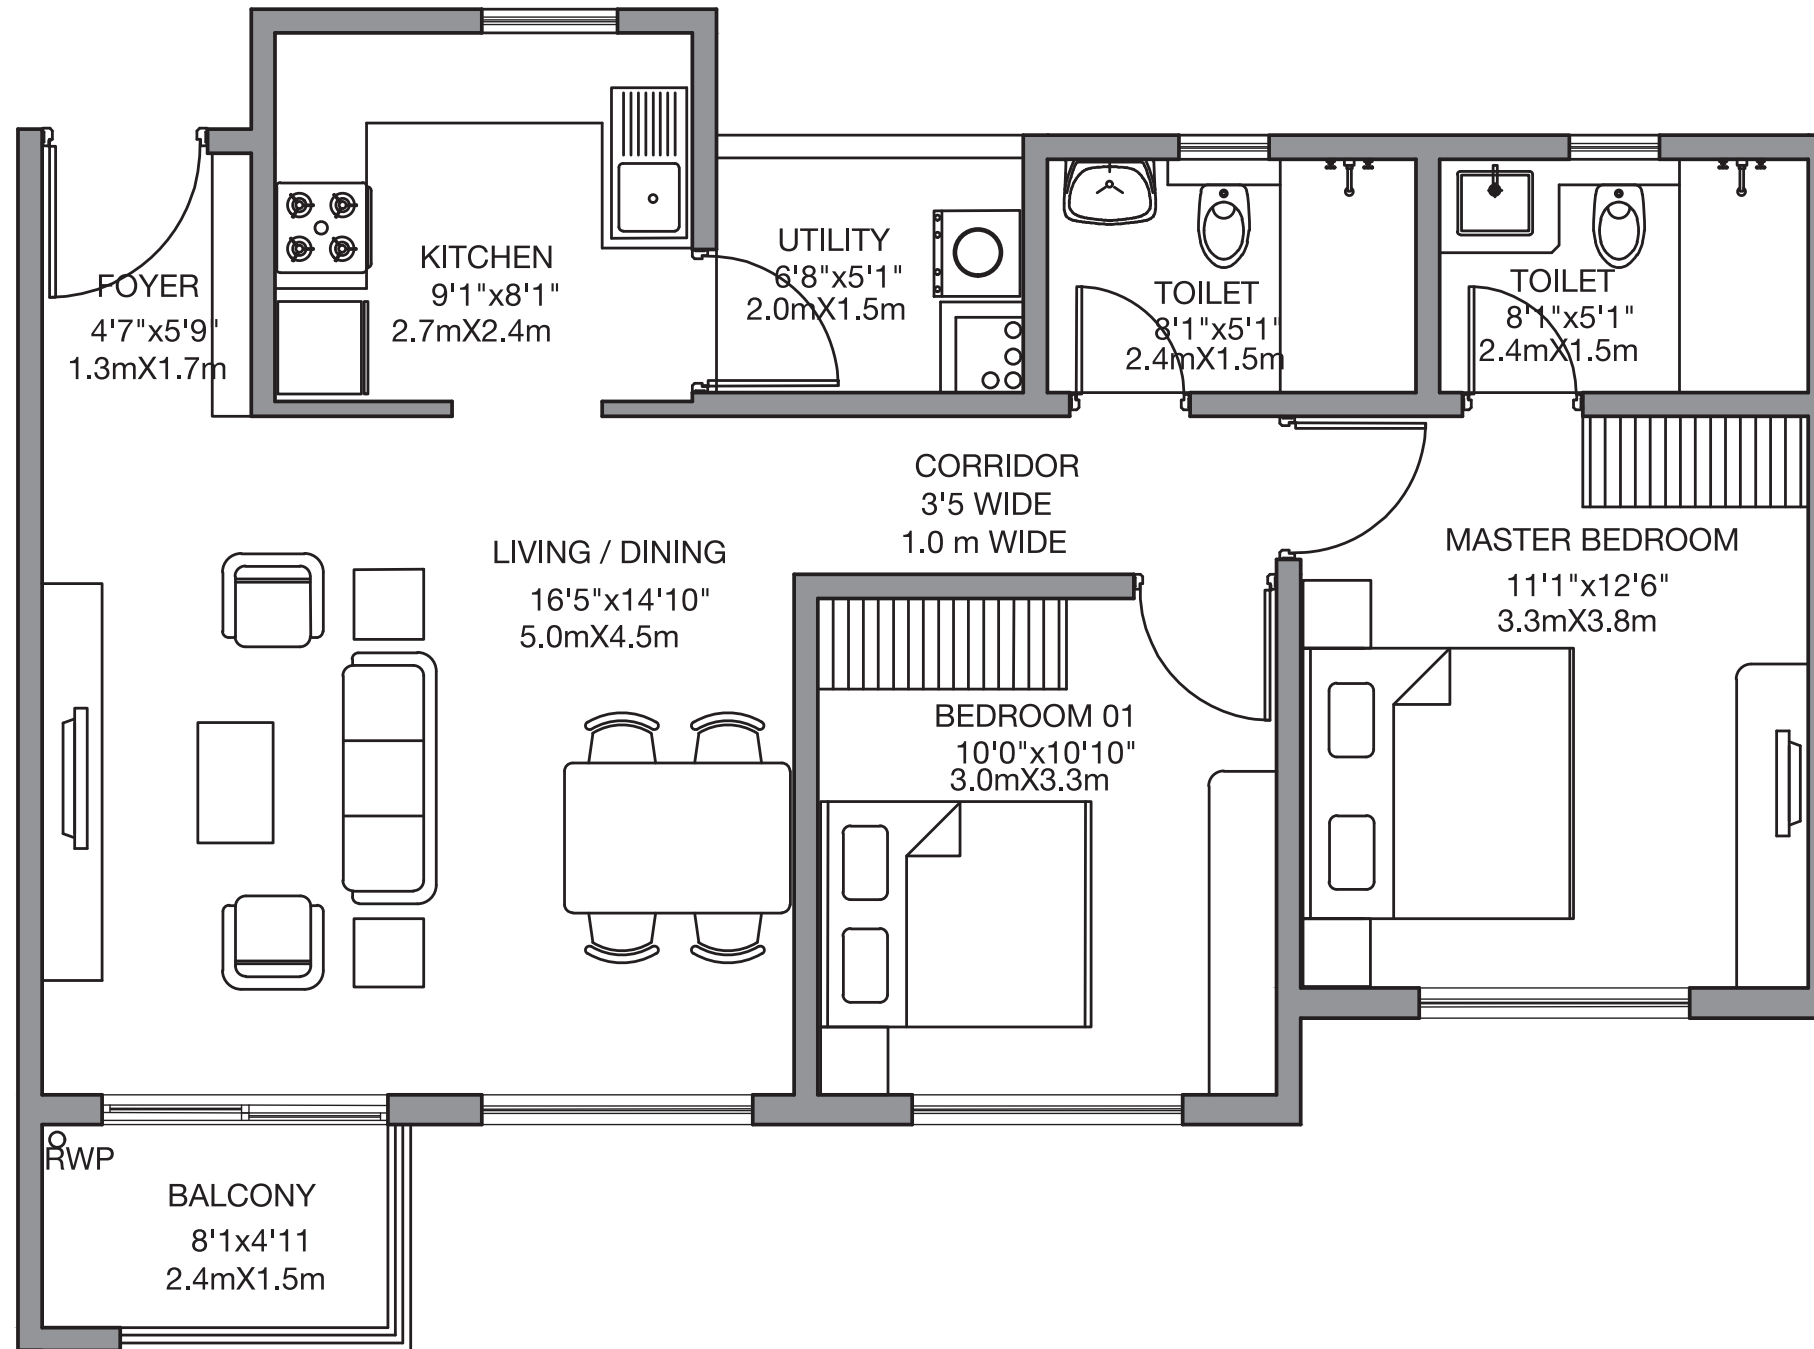 KITCHEN
9'1"x8'1"
2.7mX2.4m
UTILITY
6'8"x5'1"
2.0mX1.5m
FOYER
4'7"x5'9'
1.3mX1.7m
TOILET
8'1"x5'1"
2.4mX1.5m
TOILET
8'1"x5'1"
2.4mX1.5m
CORRIDOR
3'5 WIDE
1.0 m WIDE
LIVING / DINING
16'5"x14'10"
5.0mX4.5m
MASTER BEDROOM
11'1"x12'6"
3.3mX3.8m
BEDROOM 01
10'0"x10'10"
3.0mX3.3m
RWP
BALCONY
8'1x4'11
2.4mX1.5m